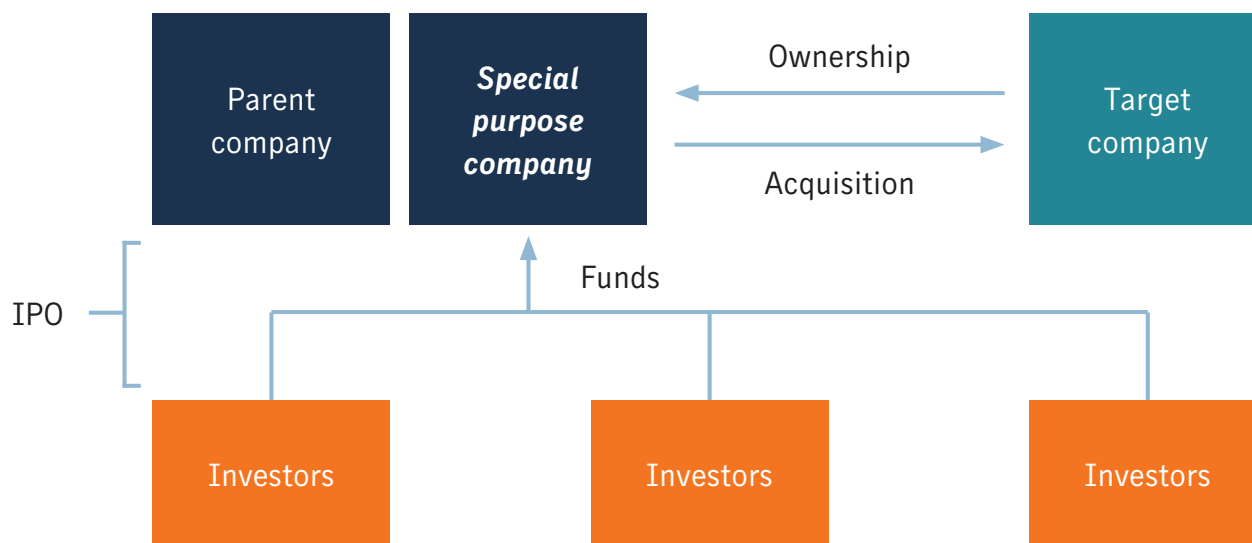 Parent
company
Special
purpose
company
Ownership
Acquisition
Target
company
IPO
Funds
Investors
Investors
Investors